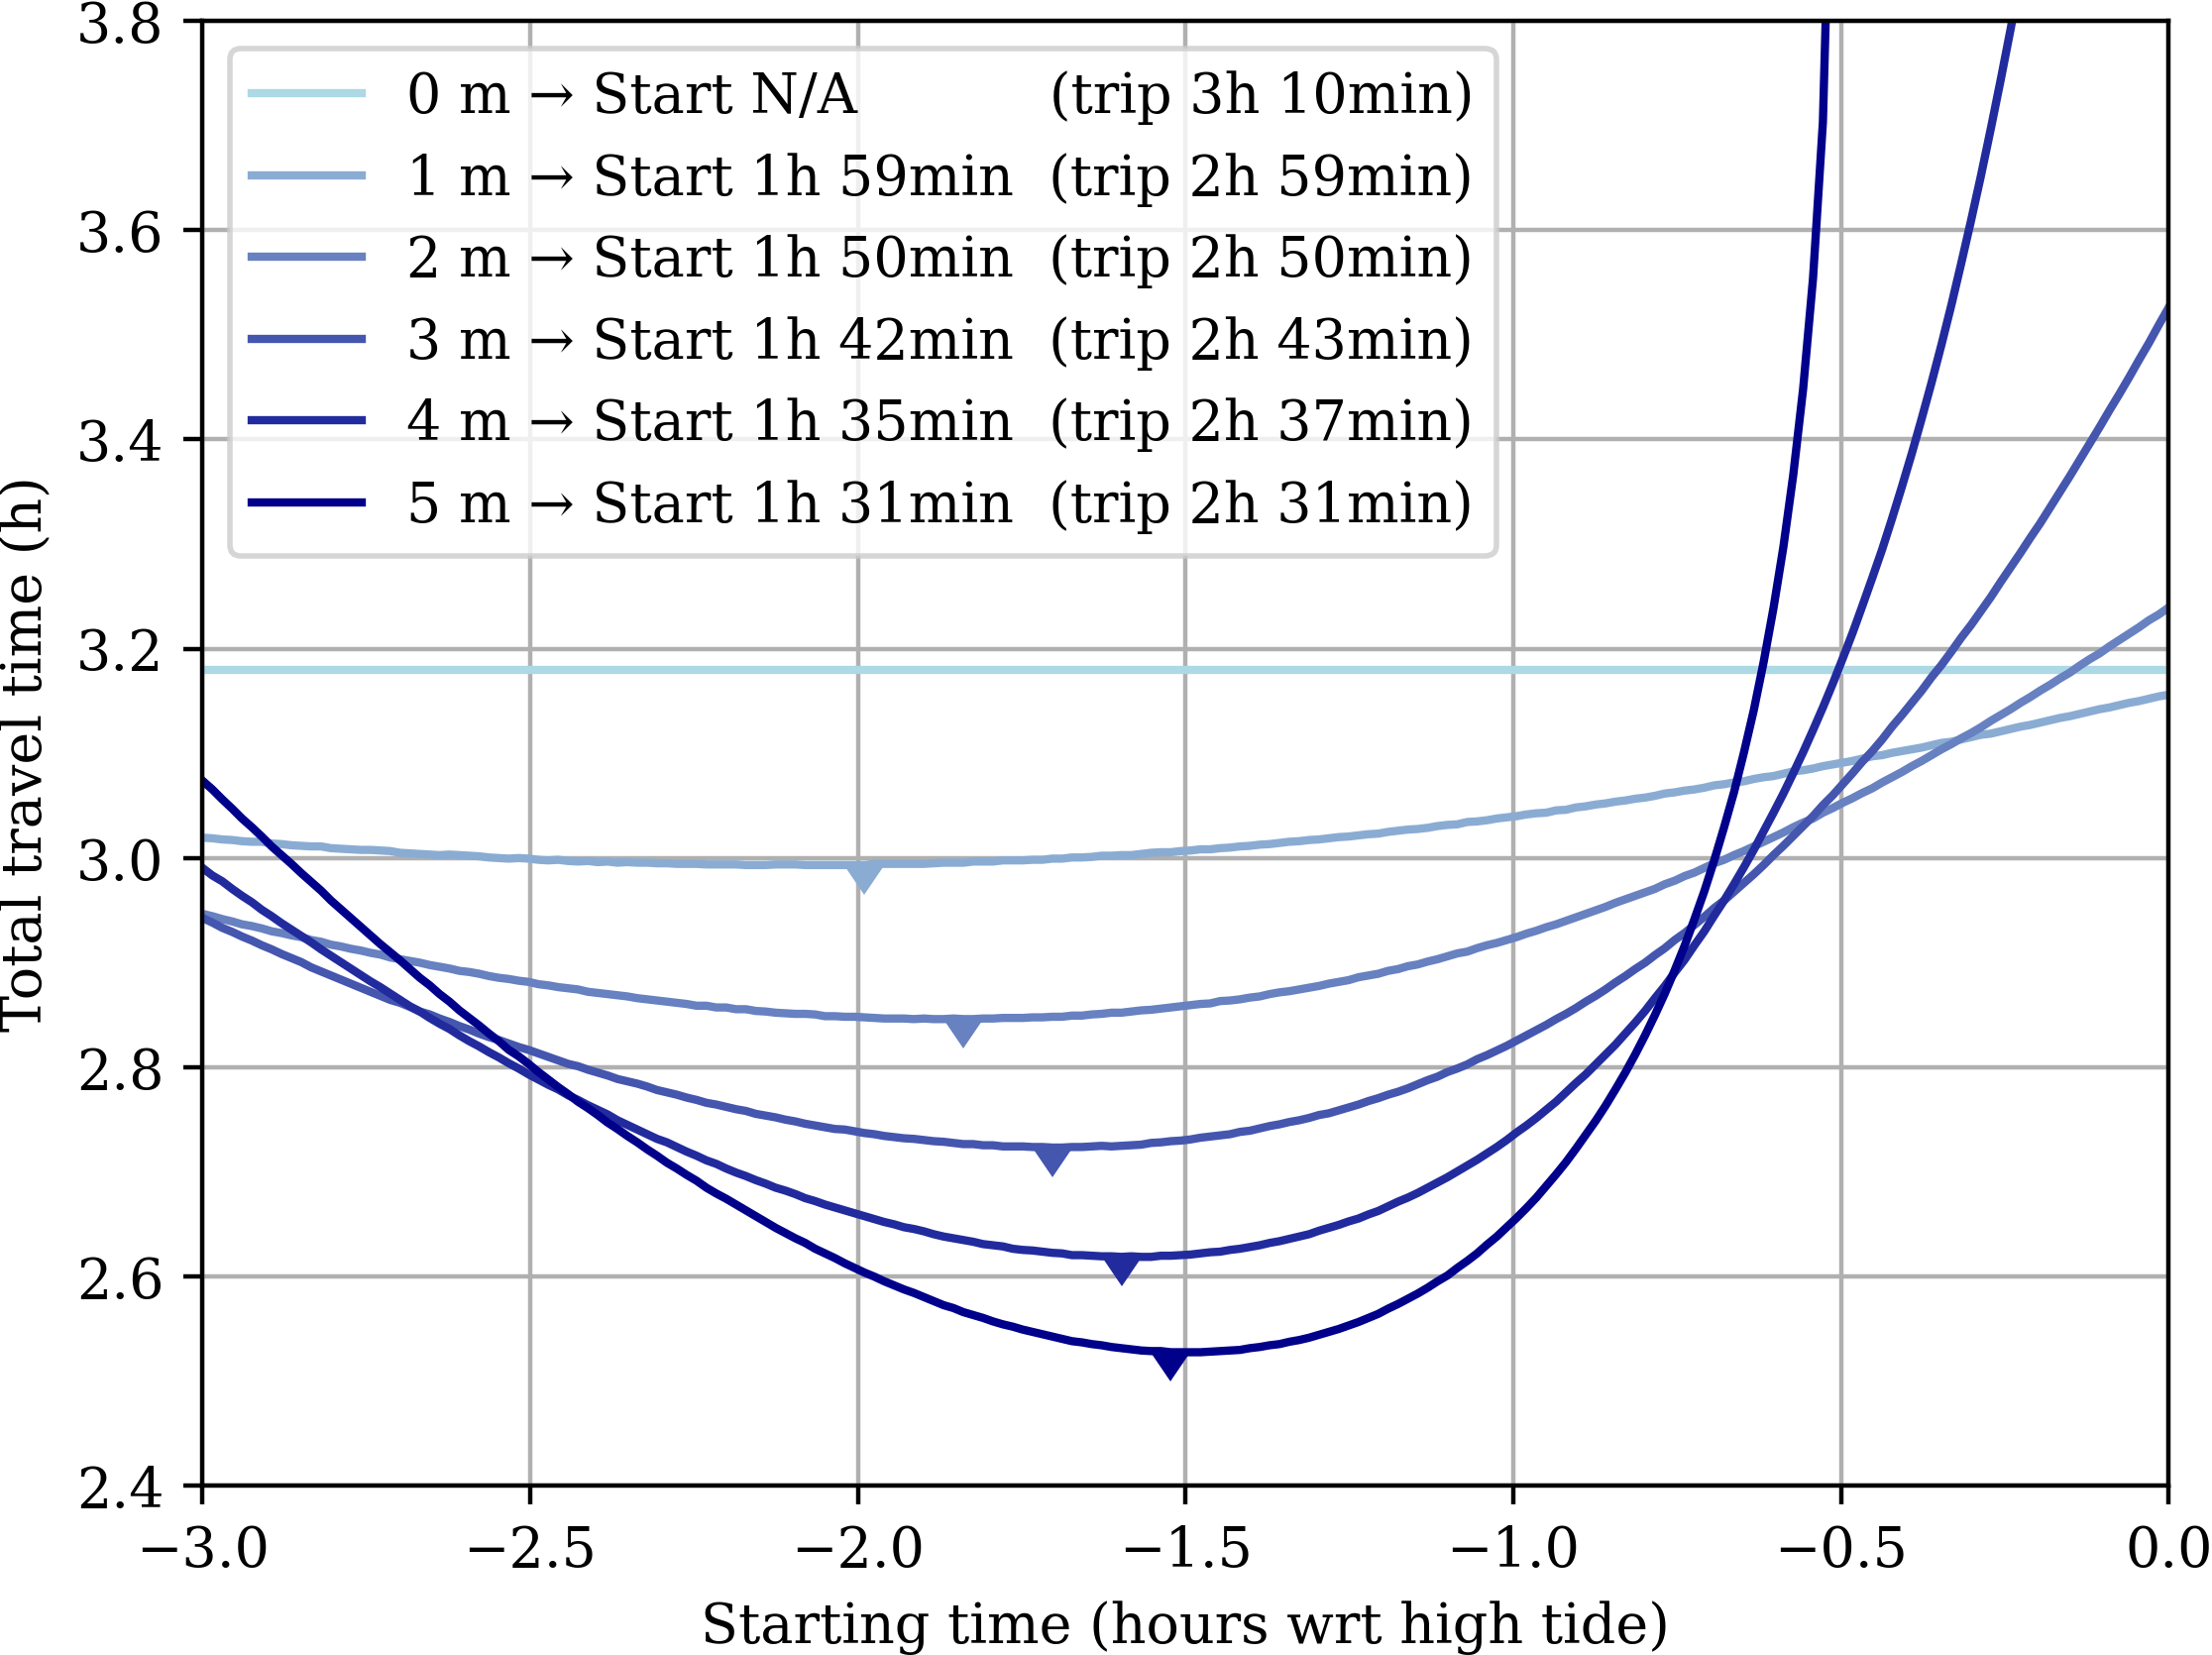 3.8
3.6
3.4
3.2
3.0
2.8
2.6
2.4
Total travel time (h)
0 m → Start N/A (trip 3h 10min)
1 m → Start 1h 59min (trip 2h 59min)
2 m → Start 1h 50min (trip 2h 50min)
3 m → Start 1h 42min (trip 2h 43min)
4 m → Start 1h 35min (trip 2h 37min)
5 m → Start 1h 31min (trip 2h 31min)
−3.0 −2.5 −2.0 −1.5 −1.0 −0.5 0.0
Starting time (hours wrt high tide)